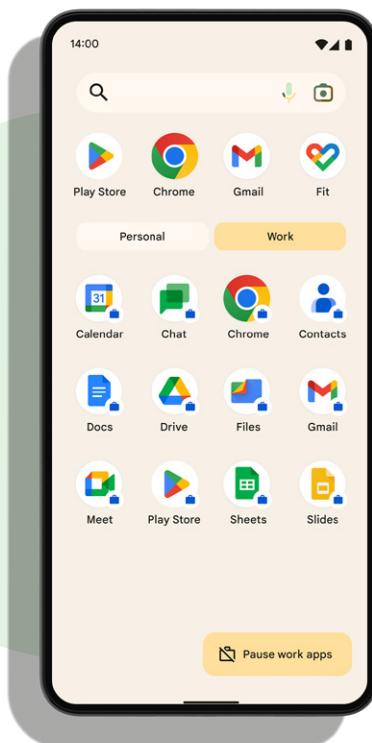 14:00
Play Store Chrome Gmail Fit
Personal Work
31
Calendar Chat Chrome Contacts
Docs Drive Files Gmail
Meet Play Store Sheets Slides
Pause work apps